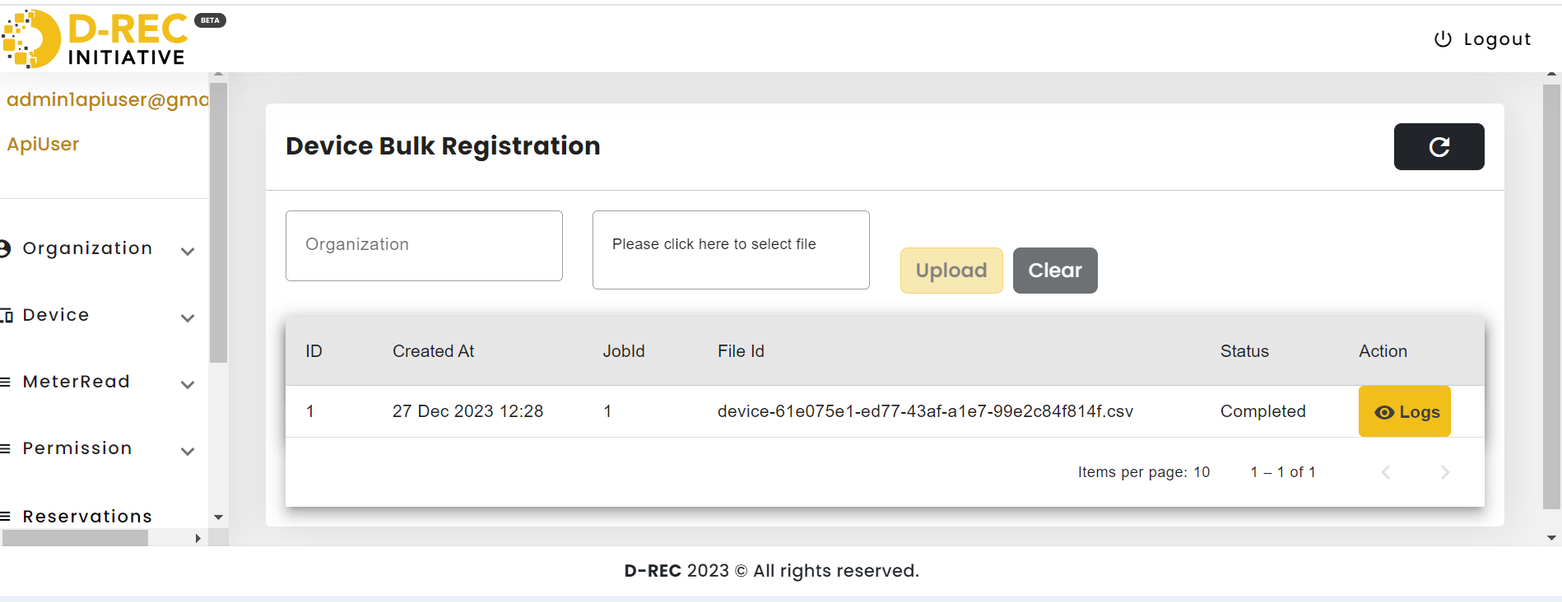 D-REC BETA
INITIATIVE
Logout
admin1apiuser@gma
ApiUser
Organization
Device
MeterRead
Permission
Reservations
Device Bulk Registration
Organization
Please click here to select file
Upload Clear
ID Created At JobId File Id Status Action
1 27 Dec 2023 12:28 1 device-61e075e1-ed77-43af-a1e7-99e2c84f814f.csv Completed Logs
Items per page: 10 1 – 1 of 1
D-REC 2023 © All rights reserved.